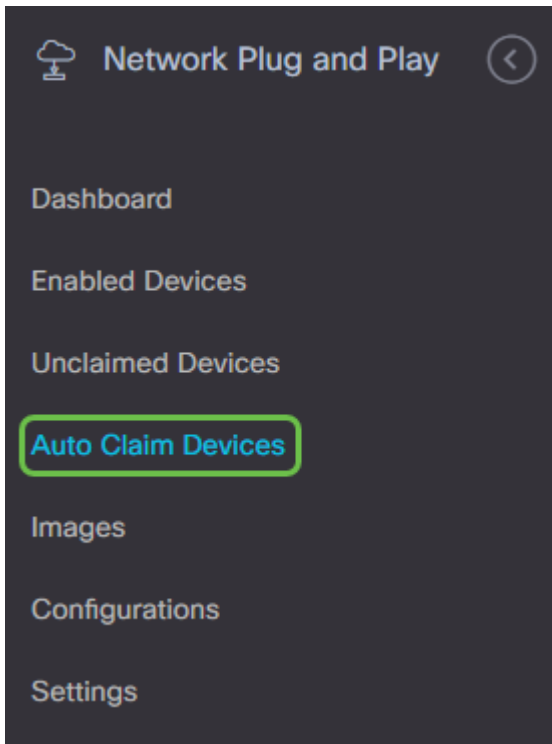 Network Plug and Play
Dashboard
Enabled Devices
Unclaimed Devices
Auto Claim Devices
Images
Configurations
Settings